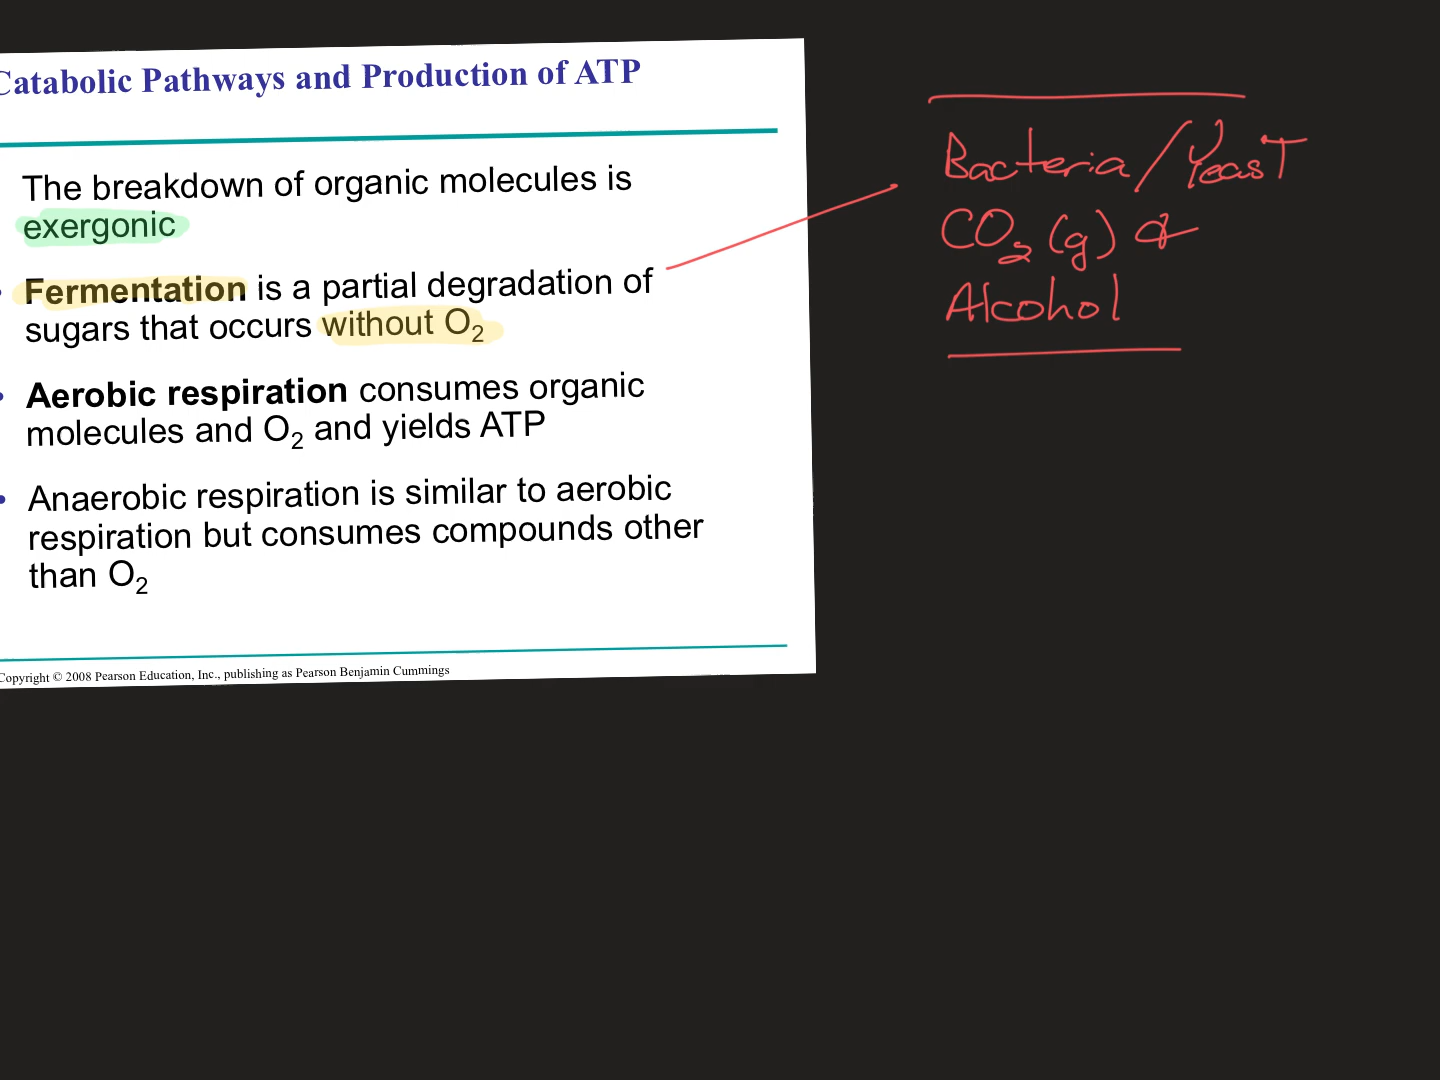 Catabolic Pathways and Production of ATP
The breakdown of organic molecules is
exergonic
• Fermentation is a partial degradation of
sugars that occurs without O₂
• Aerobic respiration consumes organic
molecules and O₂ and yields ATP
• Anaerobic respiration is similar to aerobic
respiration but consumes compounds other
than O₂
Copyright © 2008 Pearson Education, Inc., publishing as Pearson Benjamin Cummings
Bacteria/Yeast
CO₂ (g) &
Alcohol